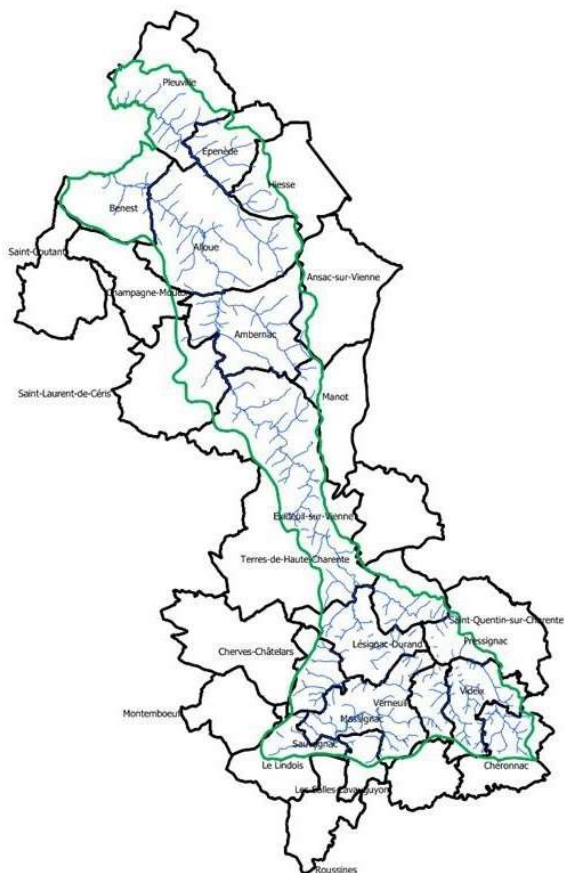 Pleuville
Epenède
Hiesse
Benest
Alloue
Saint-Coutant
Ansac-sur-Vienne
Champagne-Mouton
Ambernac
Saint-Laurent-de-Céris
Manot
Exideuil-sur-Vienne
Terres-de-Haute-Charente
Saint-Quentin-sur-Charente
Pressignac
Lésignac-Durand
Cherves-Châtelars
Videix
Verneuil
Montemboeuf
Massignac
Sauvagnac
Le Lindois
Chéronnac
Les Salles-Lavauguyon
Roussines